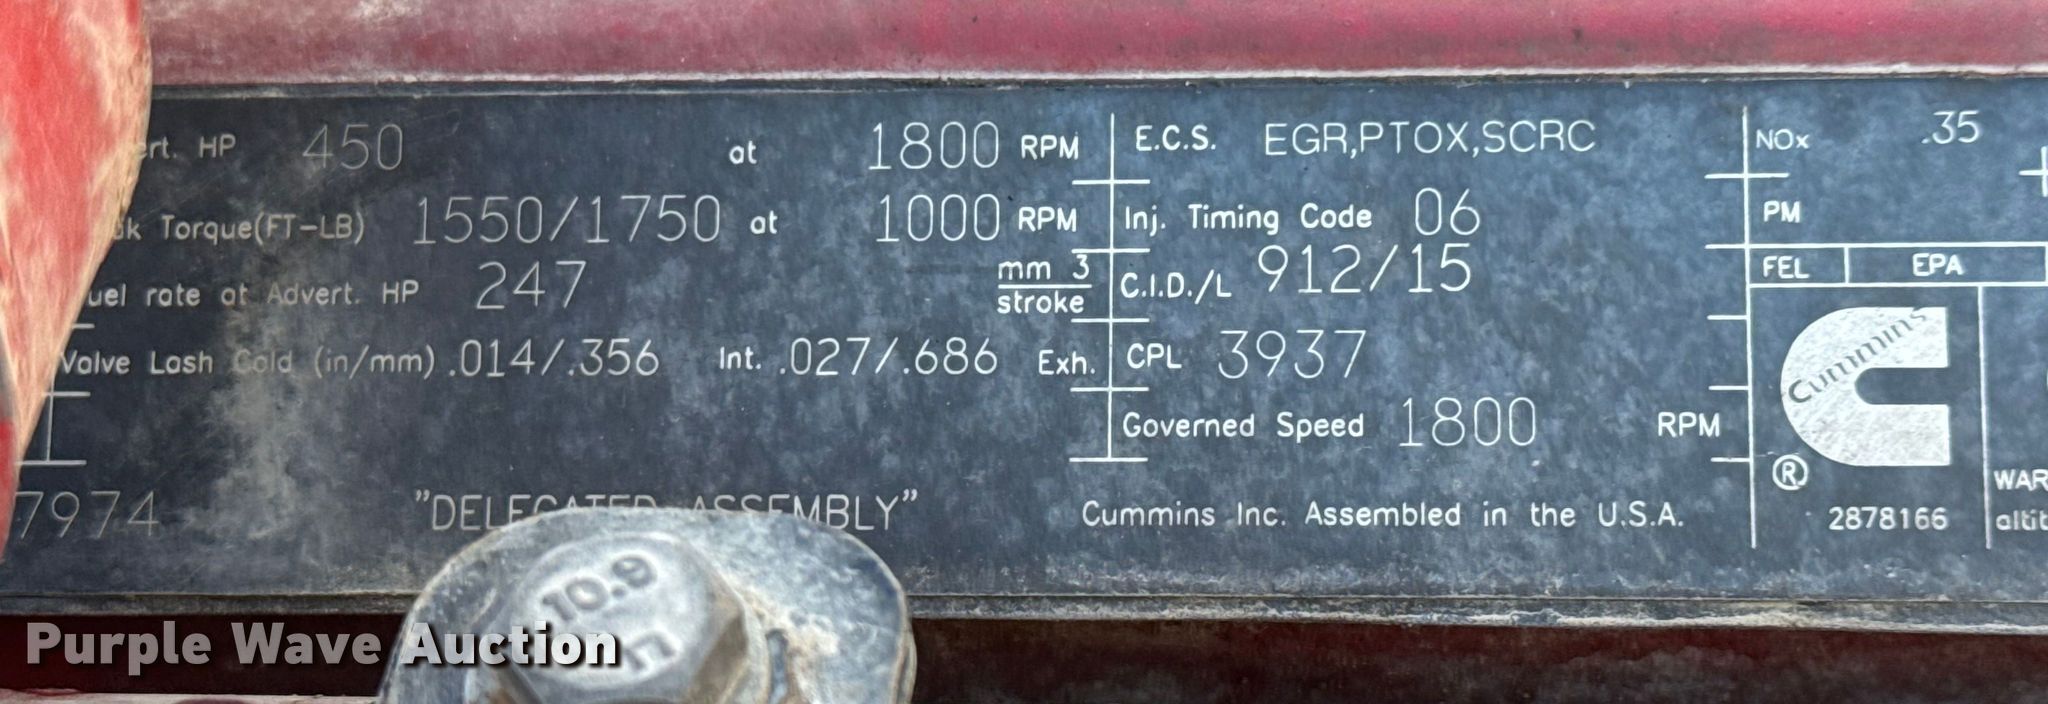 HP 450 at 1800 RPM
Torque(FT-LB) 1550/1750 at 1000 RPM
rate at Advert. HP 247 mm 3
stroke
Valve Lash Cold (in/mm) .014/.356 Int. .027/.686 Exh.
7974 "DELEGATED ASSEMBLY"
E.C.S. EGR,PTOX,SCRC
Inj. Timing Code 06
C.I.D./L 912/15
CPL 3937
Governed Speed 1800 RPM
Cummins Inc. Assembled in the U.S.A.
NOx .35
PM
FEL EPA
Cummins
®
2878166
10.9
Purple Wave Auction